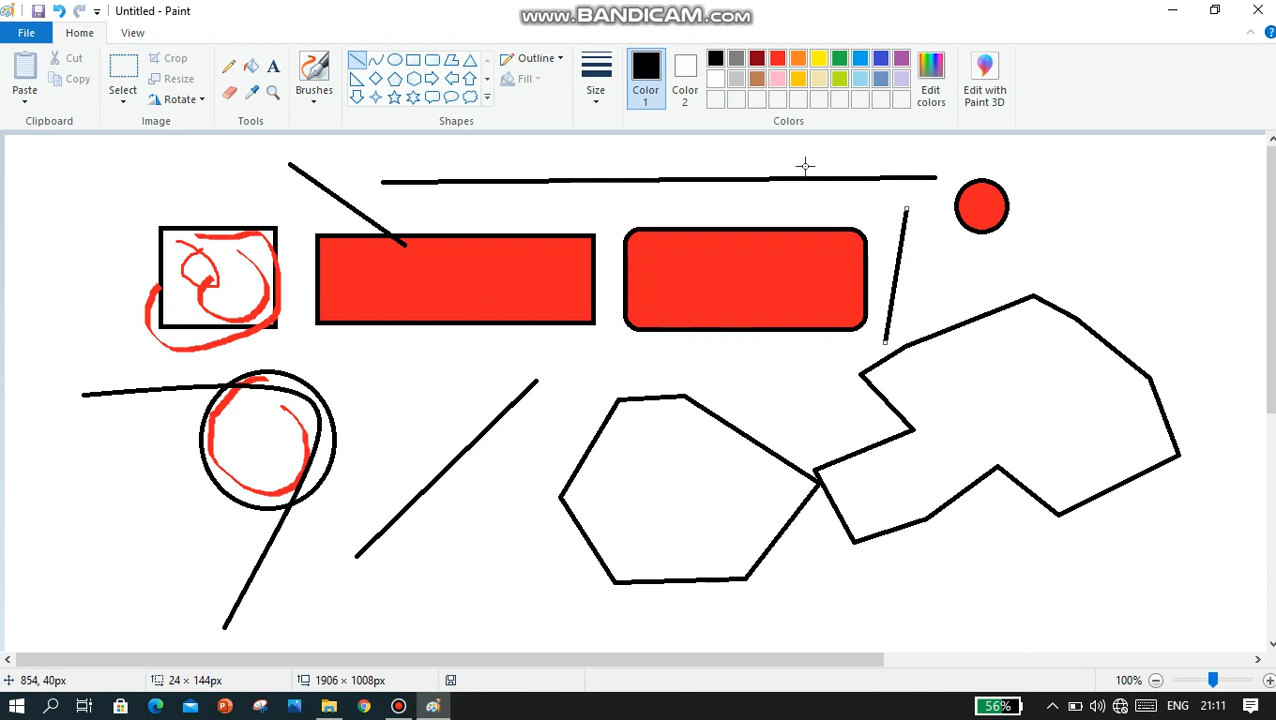 Untitled - Paint
www.BANDICAM.com
File
Home
View
Paste
Cut
Copy
Clipboard
Select
Crop
Resize
Rotate
Image
A
Tools
Brushes
Outline
Fill
Shapes
Size
Color
1
Color
2
Edit
colors
Colors
Edit with
Paint 3D
854, 40px
24 × 144px
1906 × 1008px
100%
56%
ENG
21:11